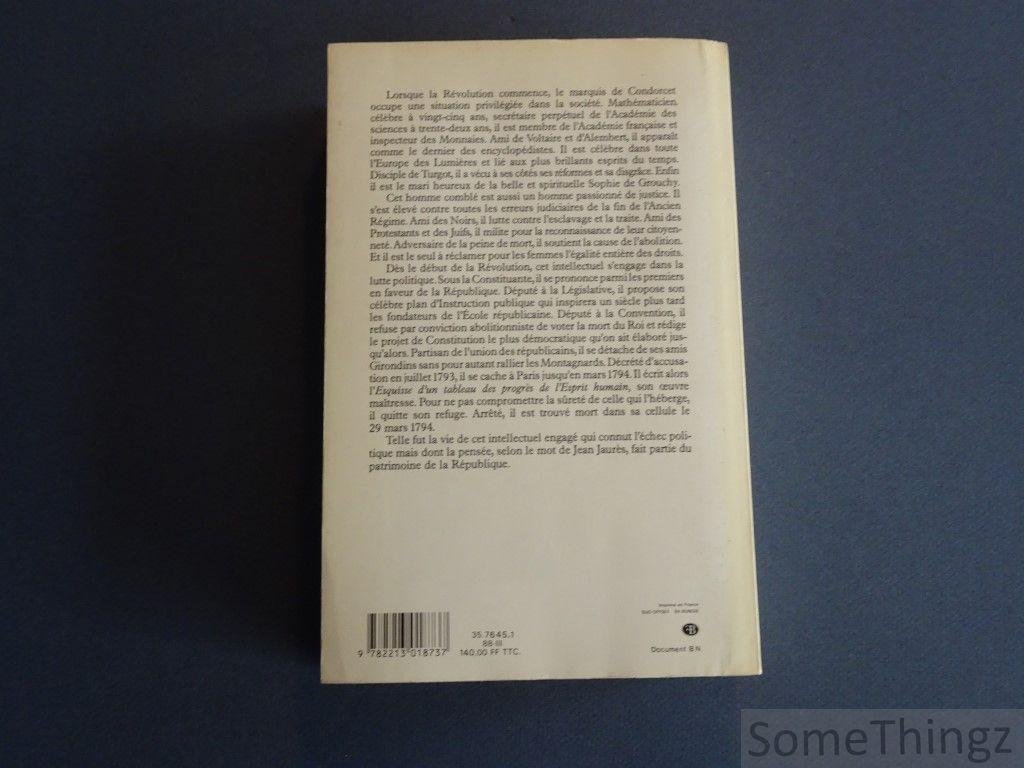 Lorsque la Révolution commence, le marquis de Condorcet
occupe une situation privilégiée dans la société. Mathématicien
célèbre à vingt-cinq ans, secrétaire perpétuel de l'Académie des
sciences à trente-deux ans, il est membre de l'Académie française et
inspecteur des Monnaies. Ami de Voltaire et d'Alembert, il apparaît
comme le dernier des encyclopédistes. Il est célèbre dans toute
l'Europe des Lumières et lié aux plus brillants esprits du temps.
Disciple de Turgot, il a vécu à ses côtés ses réformes et sa disgrâce. Enfin
il est le mari heureux de la belle et spirituelle Sophie de Grouchy.
Cet homme comblé est aussi un homme passionné de justice. Il
s'est élevé contre toutes les erreurs judiciaires de la fin de l'Ancien
Régime. Ami des Noirs, il lutte contre l'esclavage et la traite. Ami des
Protestants et des Juifs, il milite pour la reconnaissance de leur citoyen-
neté. Adversaire de la peine de mort, il soutient la cause de l'abolition.
Et il est le seul à réclamer pour les femmes l'égalité entière des droits.
Dès le début de la Révolution, cet intellectuel s'engage dans la
lutte politique. Sous la Constituante, il se prononce parmi les premiers
en faveur de la République. Député à la Législative, il propose son
célèbre plan d'Instruction publique qui inspirera un siècle plus tard
les fondateurs de l'École républicaine. Député à la Convention, il
refuse par conviction abolitionniste de voter la mort du Roi et rédige
le projet de Constitution le plus démocratique qu'on ait élaboré jus-
qu'alors. Partisan de l'union des républicains, il se détache de ses amis
Girondins sans pour autant rallier les Montagnards. Décrété d'accusa-
tion en juillet 1793, il se cache à Paris jusqu'en mars 1794. Il écrit alors
l'Esquisse d'un tableau des progrès de l'Esprit humain, son œuvre
maîtresse. Pour ne pas compromettre la sûreté de celle qui l'héberge,
il quitte son refuge. Arrêté, il est trouvé mort dans sa cellule le
29 mars 1794.
Telle fut la vie de cet intellectuel engagé qui connut l'échec poli-
tique mais dont la pensée, selon le mot de Jean Jaurès, fait partie du
patrimoine de la République.
Imprimé en France
35.7645.1
88-III
140,00 FF TTC.
9 782213 018737
Document B.N.
SomeThingz